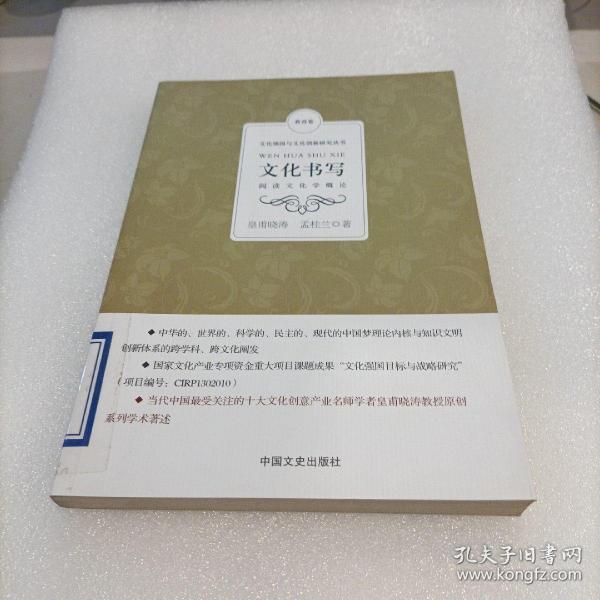 教育卷
文化强国与文化创新研究丛书
WEN HUA SHU XIE
文化书写
阅读文化学概论
皇甫晓涛 孟桂兰◎著
◆ 中华的、世界的、科学的、民主的、现代的中国梦理论内核与知识文明
创新体系的跨学科、跨文化阐发
◆ 国家文化产业专项资金重大项目课题成果“文化强国目标与战略研究”
（项目编号：CIRP1302010）
◆ 当代中国最受关注的十大文化创意产业名师学者皇甫晓涛教授原创
系列学术著述
中国文史出版社
孔夫子旧书网
www.kongfz.com